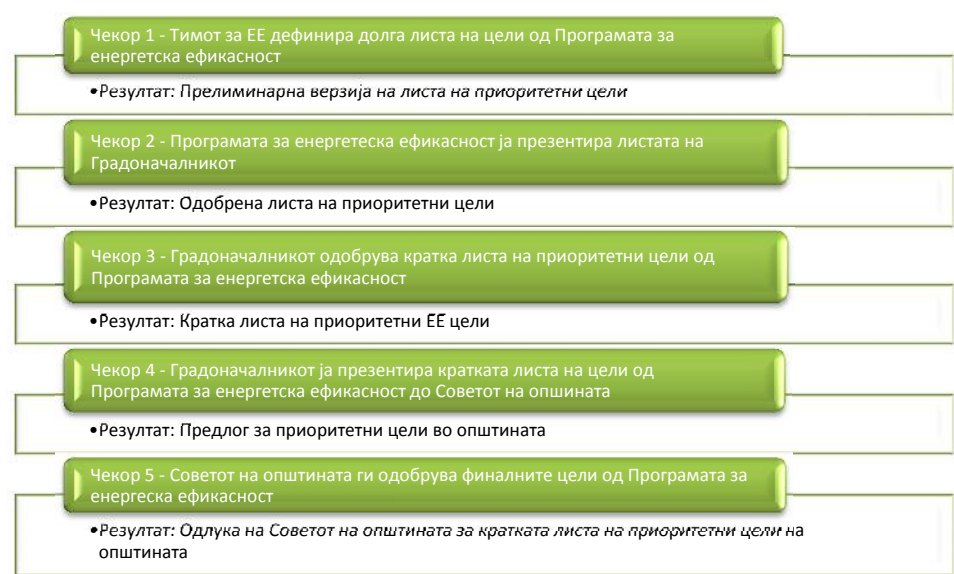 Чекор 1 - Тимот за ЕЕ дефинира долга листа на цели од Програмата за
енергетска ефикасност
•Резултат: Прелиминарна верзија на листа на приоритетни цели
Чекор 2 - Програмата за енергетеска ефикасност ја презентира листата на
Градоначалникот
•Резултат: Одобрена листа на приоритетни цели
Чекор 3 - Градоначалникот одобрува кратка листа на приоритетни цели од
Програмата за енергетска ефикасност
•Резултат: Кратка листа на приоритетни ЕЕ цели
Чекор 4 - Градоначалникот ја презентира кратката листа на цели од
Програмата за енергетска ефикасност до Советот на опшината
•Резултат: Предлог за приоритетни цели во општината
Чекор 5 - Советот на општината ги одобрува финалните цели од Програмата за
енергеска ефикасност
•Резултат: Одлука на Советот на општината за кратката листа на приоритетни цели на
општината